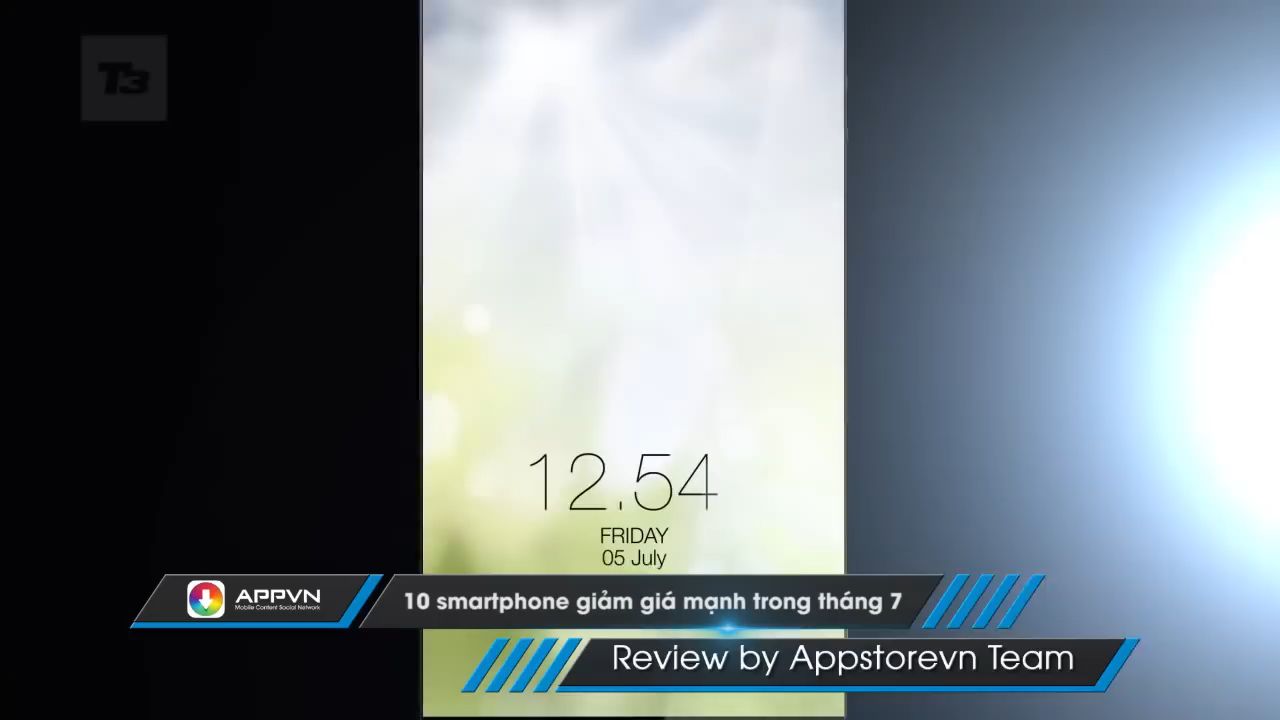 T3
12.54
FRIDAY
05 July
APPVN
Mobile Content Social Network
10 smartphone giảm giá mạnh trong tháng 7
Review by Appstorevn Team